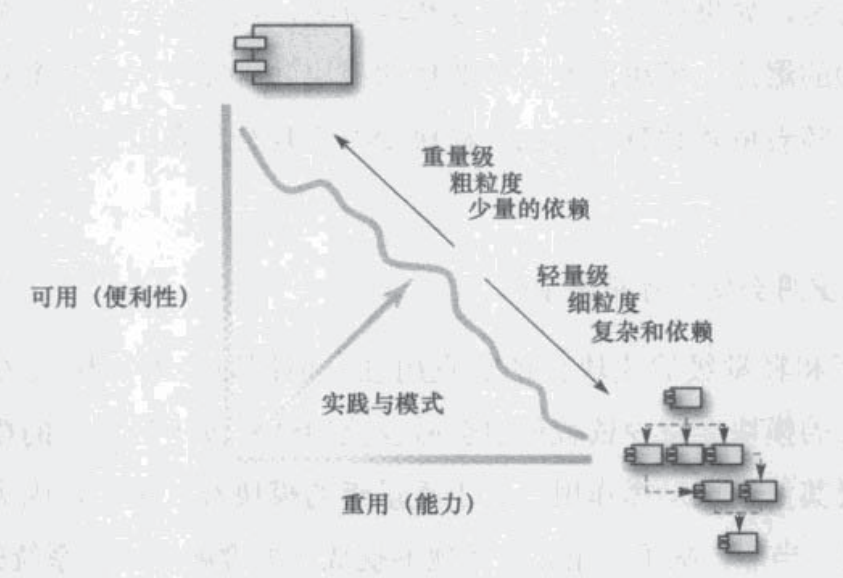 重量级
粗粒度
少量的依赖
轻量级
细粒度
复杂和依赖
可用（便利性）
实践与模式
重用（能力）